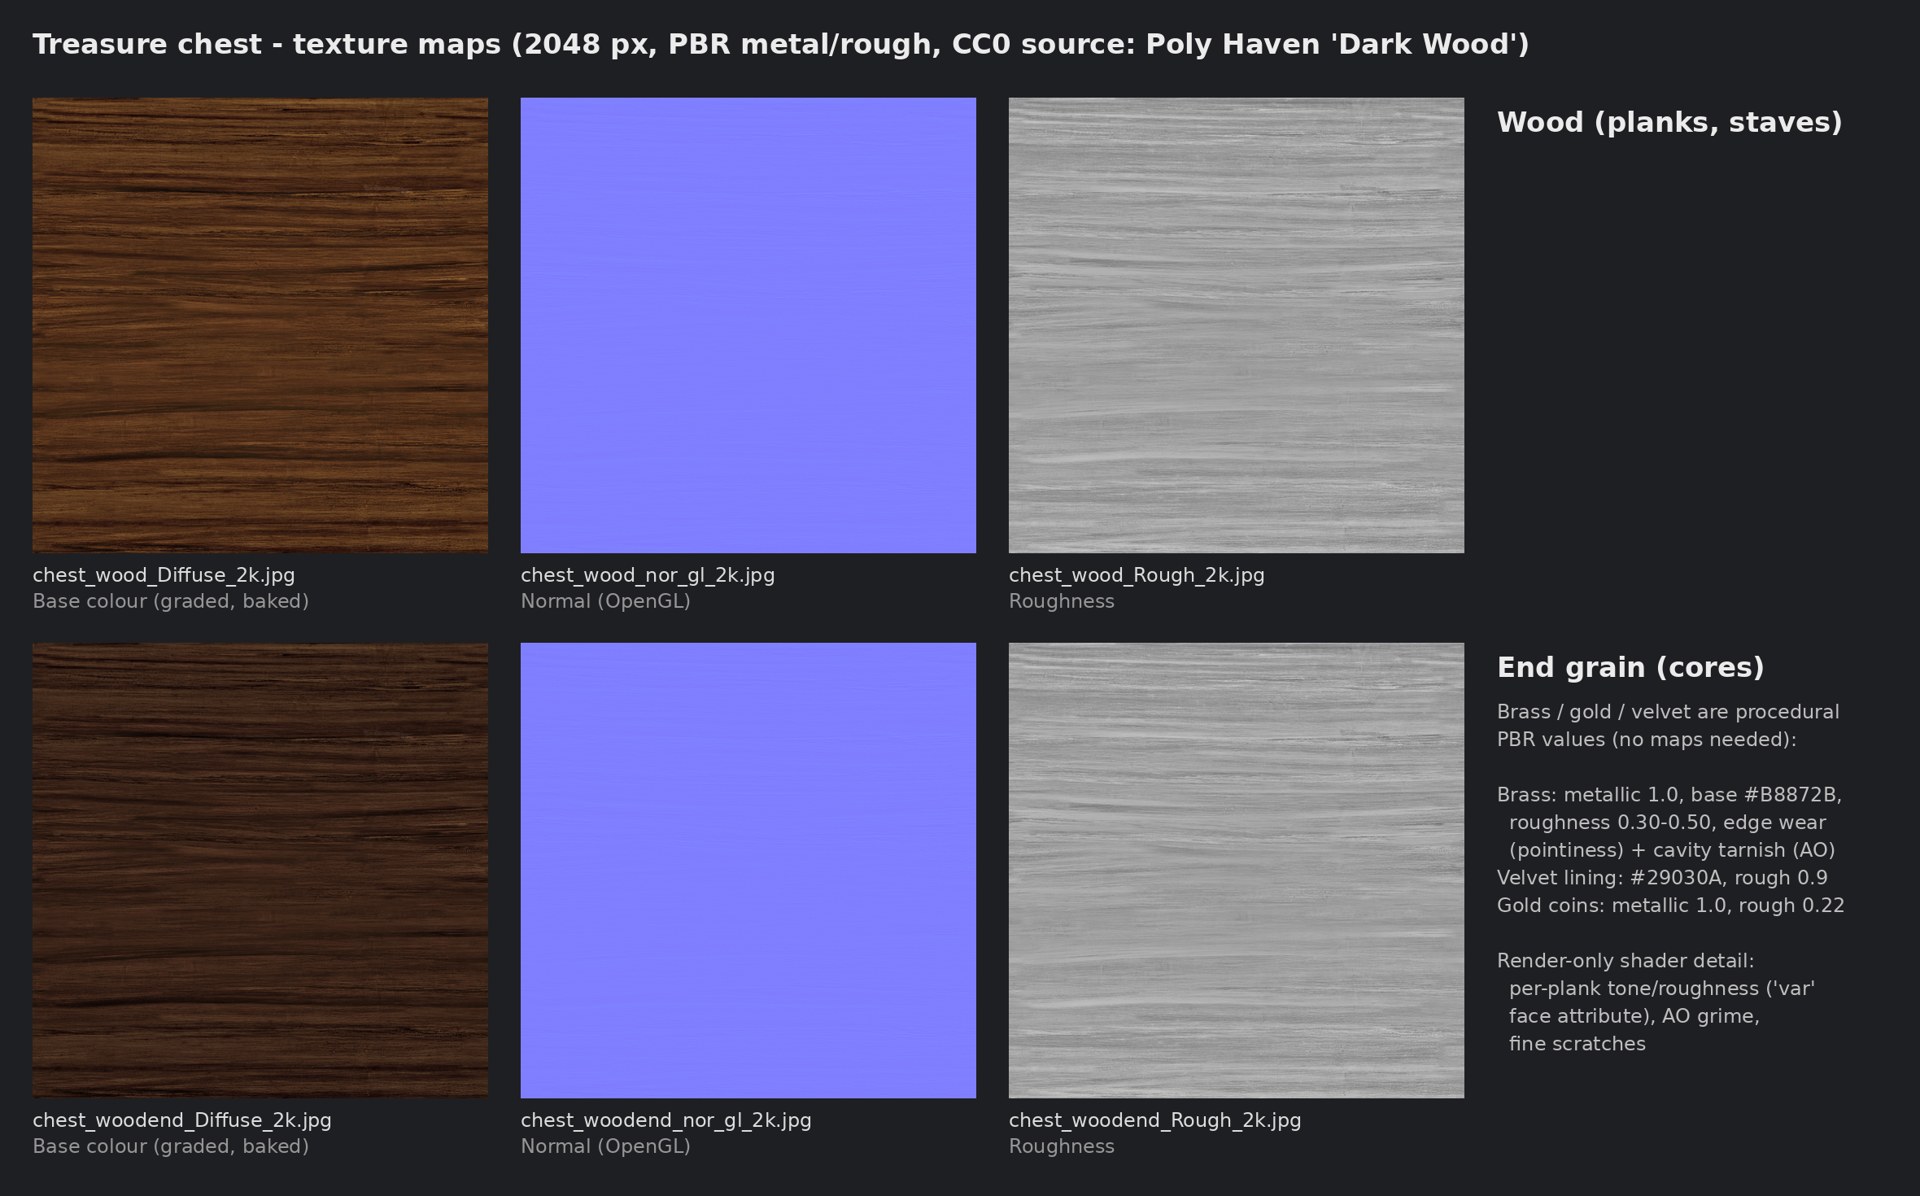 Treasure chest - texture maps (2048 px, PBR metal/rough, CC0 source: Poly Haven 'Dark Wood')
Wood (planks, staves)
chest_wood_Diffuse_2k.jpg
Base colour (graded, baked)
chest_wood_nor_gl_2k.jpg
Normal (OpenGL)
chest_wood_Rough_2k.jpg
Roughness
End grain (cores)
Brass / gold / velvet are procedural
PBR values (no maps needed):
Brass: metallic 1.0, base #B8872B,
roughness 0.30-0.50, edge wear
(pointiness) + cavity tarnish (AO)
Velvet lining: #29030A, rough 0.9
Gold coins: metallic 1.0, rough 0.22
Render-only shader detail:
per-plank tone/roughness ('var'
face attribute), AO grime,
fine scratches
chest_woodend_Diffuse_2k.jpg
Base colour (graded, baked)
chest_woodend_nor_gl_2k.jpg
Normal (OpenGL)
chest_woodend_Rough_2k.jpg
Roughness